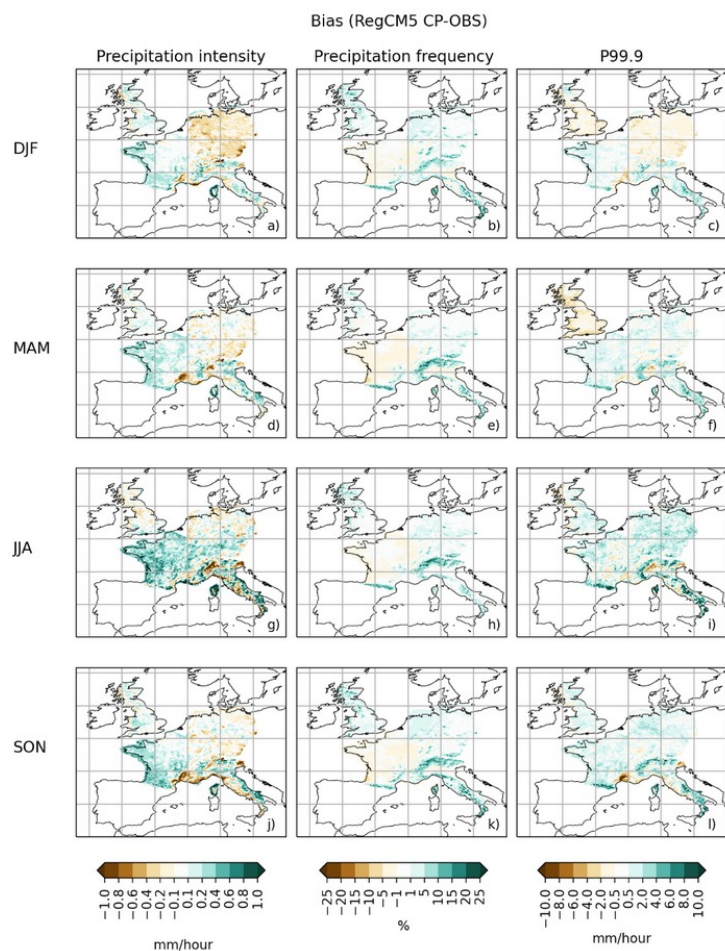 Bias (RegCM5 CP-OBS)
Precipitation intensity Precipitation frequency P99.9
DJF
a) b) c)
MAM
d) e) f)
JJA
g) h) i)
SON
j) k) l)
−1.0 −0.8 −0.6 −0.4 −0.2 −0.1 0.1 0.2 0.4 0.6 0.8 1.0
−25 −20 −15 −10 −5 −1 1 5 10 15 20 25
−10.0 −8.0 −6.0 −4.0 −2.0 −0.5 0.5 2.0 4.0 6.0 8.0 10.0
mm/hour % mm/hour